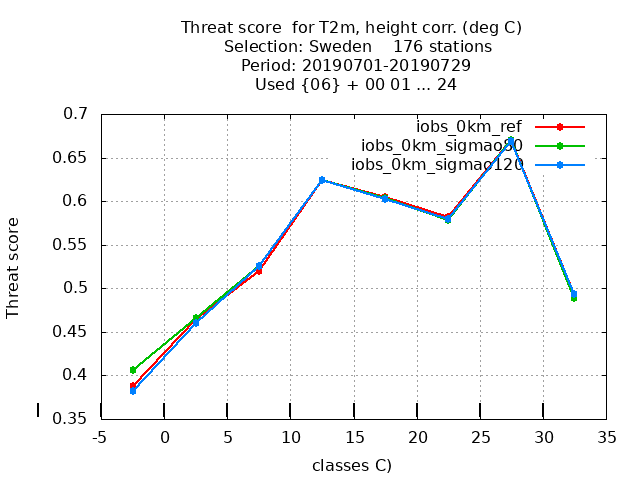 Threat score  for T2m, height corr. (deg C)
Selection: Sweden    176 stations
Period: 20190701-20190729
Used {06} + 00 01 ... 24
0.7
0.65
0.6
0.55
0.5
0.45
0.4
0.35
Threat score
iobs_0km_ref
iobs_0km_sigmao80
iobs_0km_sigmao120
-5 0 5 10 15 20 25 30 35
classes C)